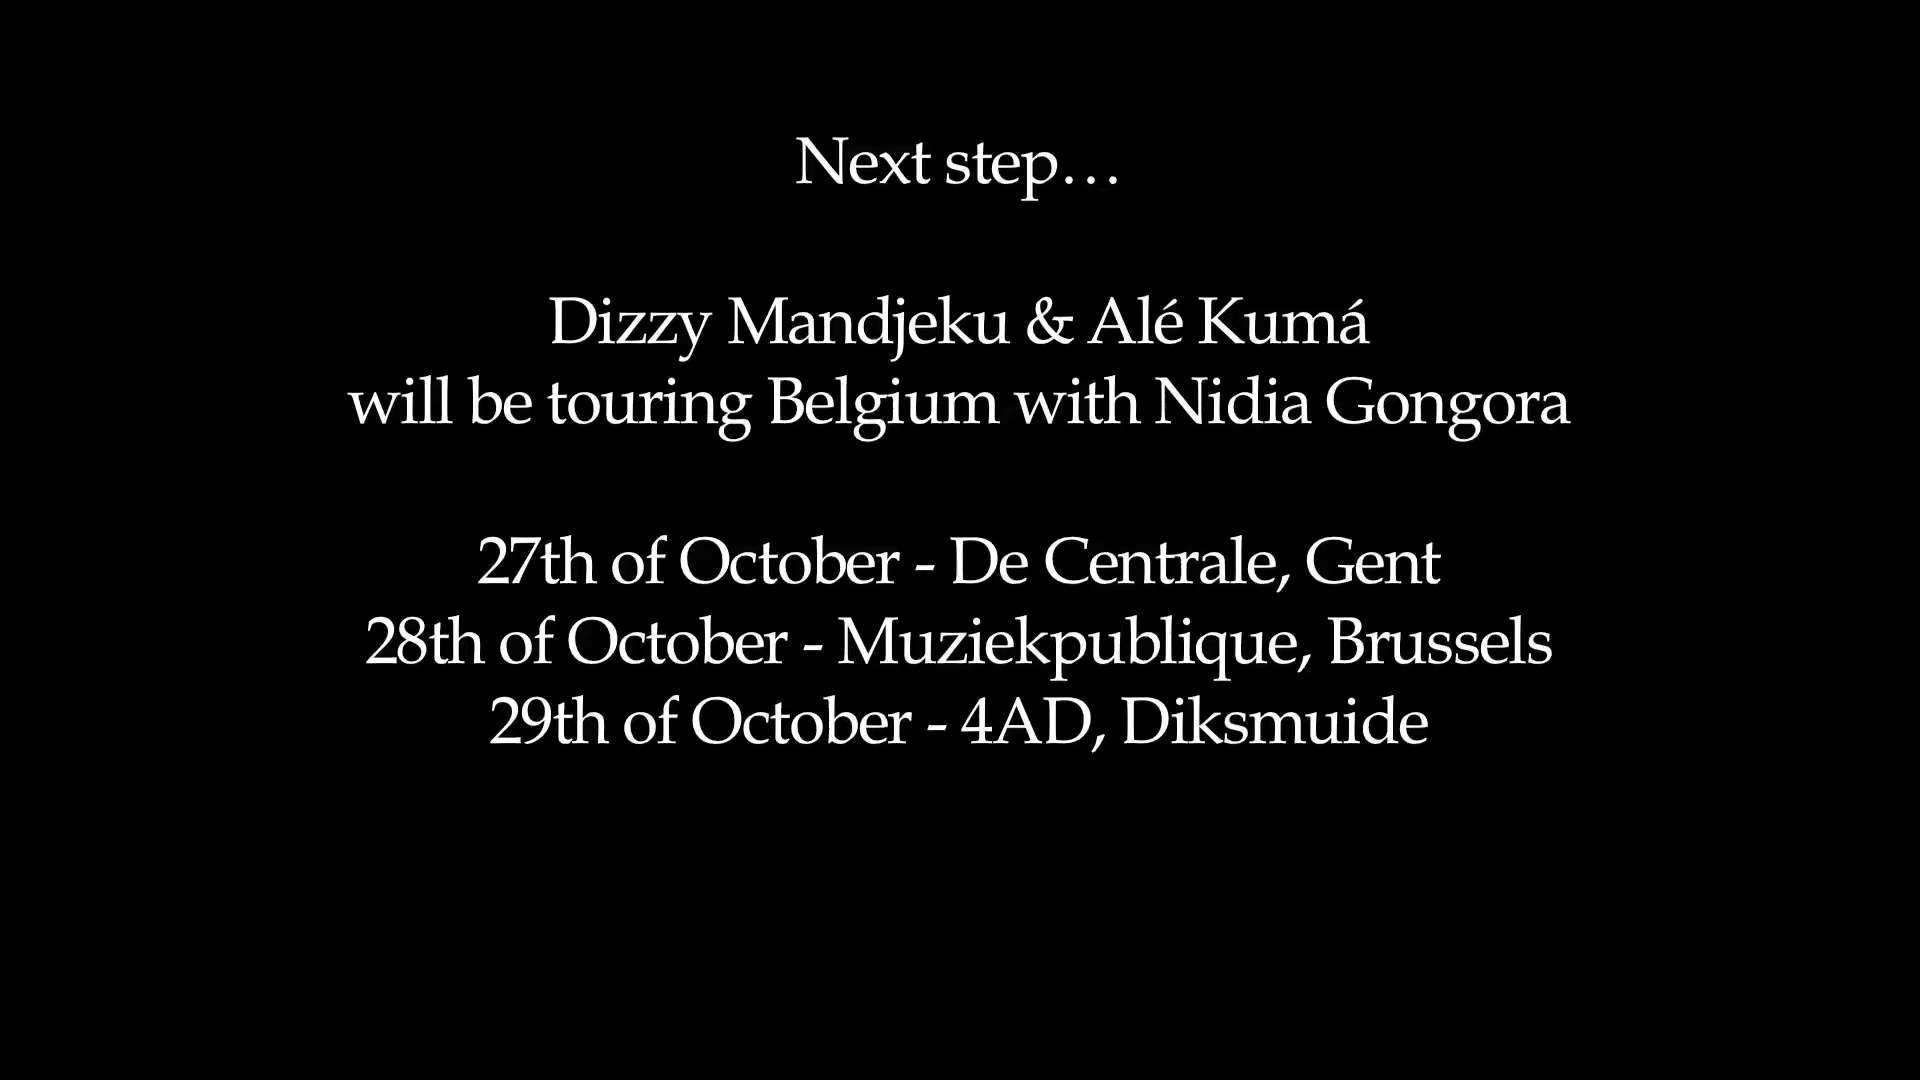 Next step…
Dizzy Mandjeku & Alé Kumá
will be touring Belgium with Nidia Gongora
27th of October - De Centrale, Gent
28th of October - Muziekpublique, Brussels
29th of October - 4AD, Diksmuide